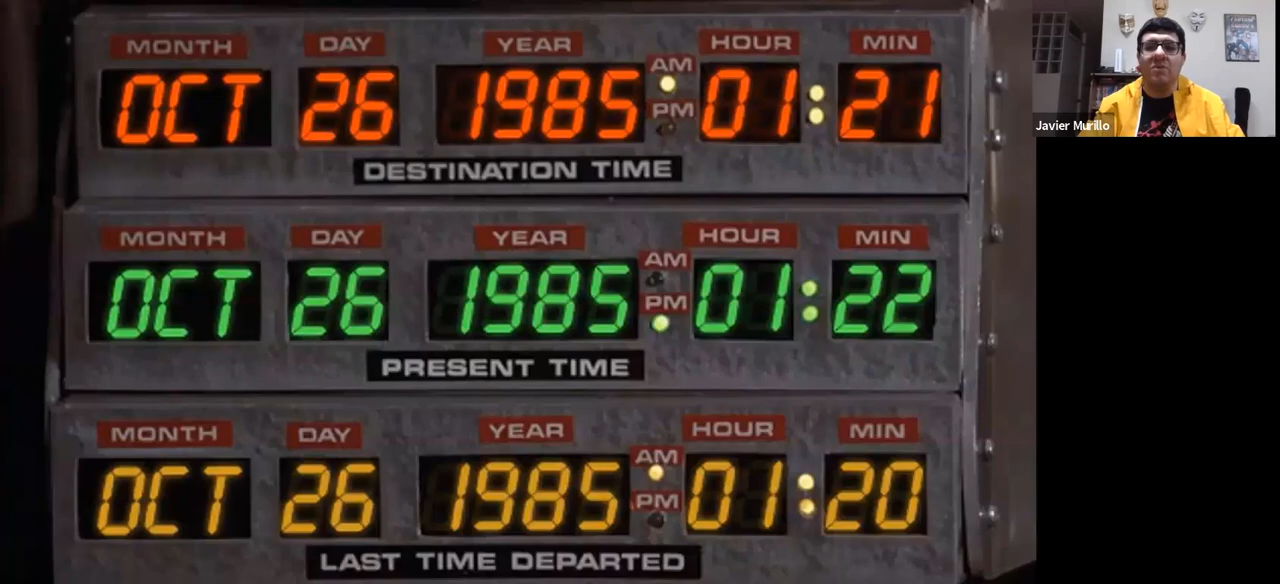 MONTH DAY YEAR HOUR MIN
AM
PM
OCT 26 1985 01:21
DESTINATION TIME
MONTH DAY YEAR HOUR MIN
AM
PM
OCT 26 1985 01:22
PRESENT TIME
MONTH DAY YEAR HOUR MIN
AM
PM
OCT 26 1985 01:20
LAST TIME DEPARTED
Javier Murillo